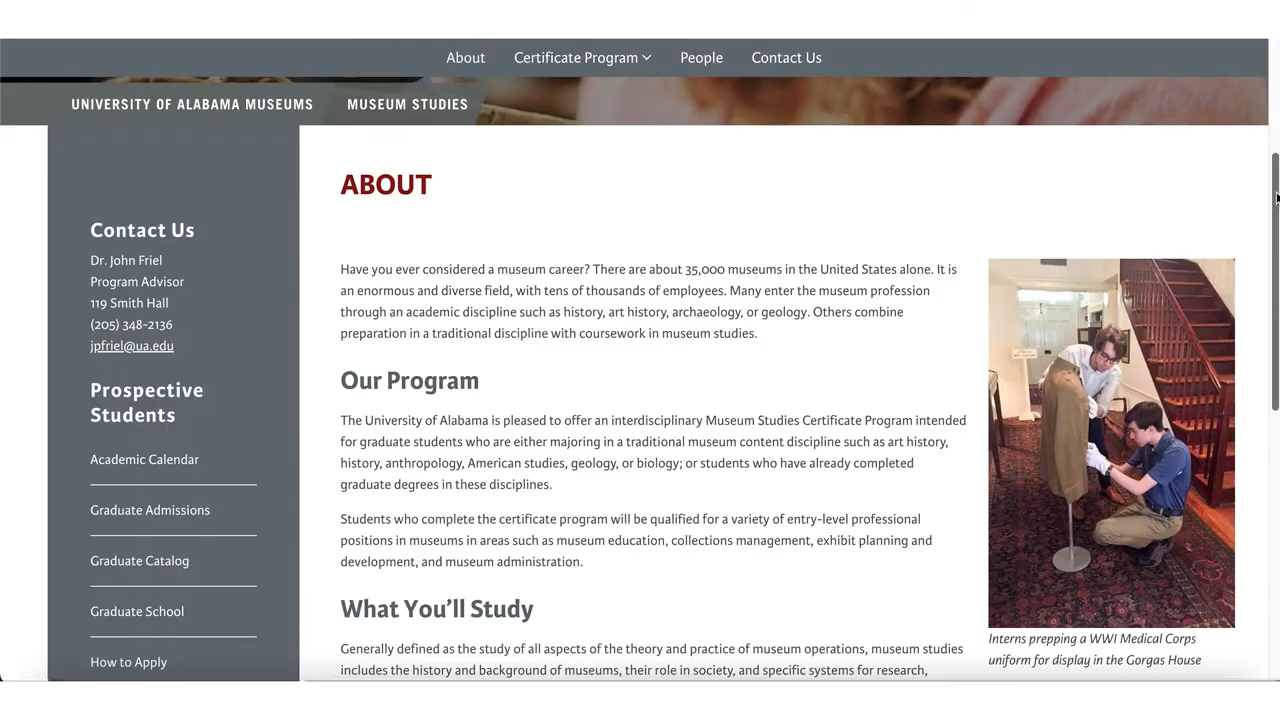 About Certificate Program People Contact Us
UNIVERSITY OF ALABAMA MUSEUMS MUSEUM STUDIES
Contact Us
Dr. John Friel
Program Advisor
119 Smith Hall
(205) 348-2136
jpfriel@ua.edu
Prospective
Students
Academic Calendar
Graduate Admissions
Graduate Catalog
Graduate School
How to Apply
ABOUT
Have you ever considered a museum career? There are about 35,000 museums in the United States alone. It is
an enormous and diverse field, with tens of thousands of employees. Many enter the museum profession
through an academic discipline such as history, art history, archaeology, or geology. Others combine
preparation in a traditional discipline with coursework in museum studies.
Our Program
The University of Alabama is pleased to offer an interdisciplinary Museum Studies Certificate Program intended
for graduate students who are either majoring in a traditional museum content discipline such as art history,
history, anthropology, American studies, geology, or biology; or students who have already completed
graduate degrees in these disciplines.
Students who complete the certificate program will be qualified for a variety of entry-level professional
positions in museums in areas such as museum education, collections management, exhibit planning and
development, and museum administration.
What You'll Study
Generally defined as the study of all aspects of the theory and practice of museum operations, museum studies
includes the history and background of museums, their role in society, and specific systems for research,
Interns prepping a WWI Medical Corps
uniform for display in the Gorgas House